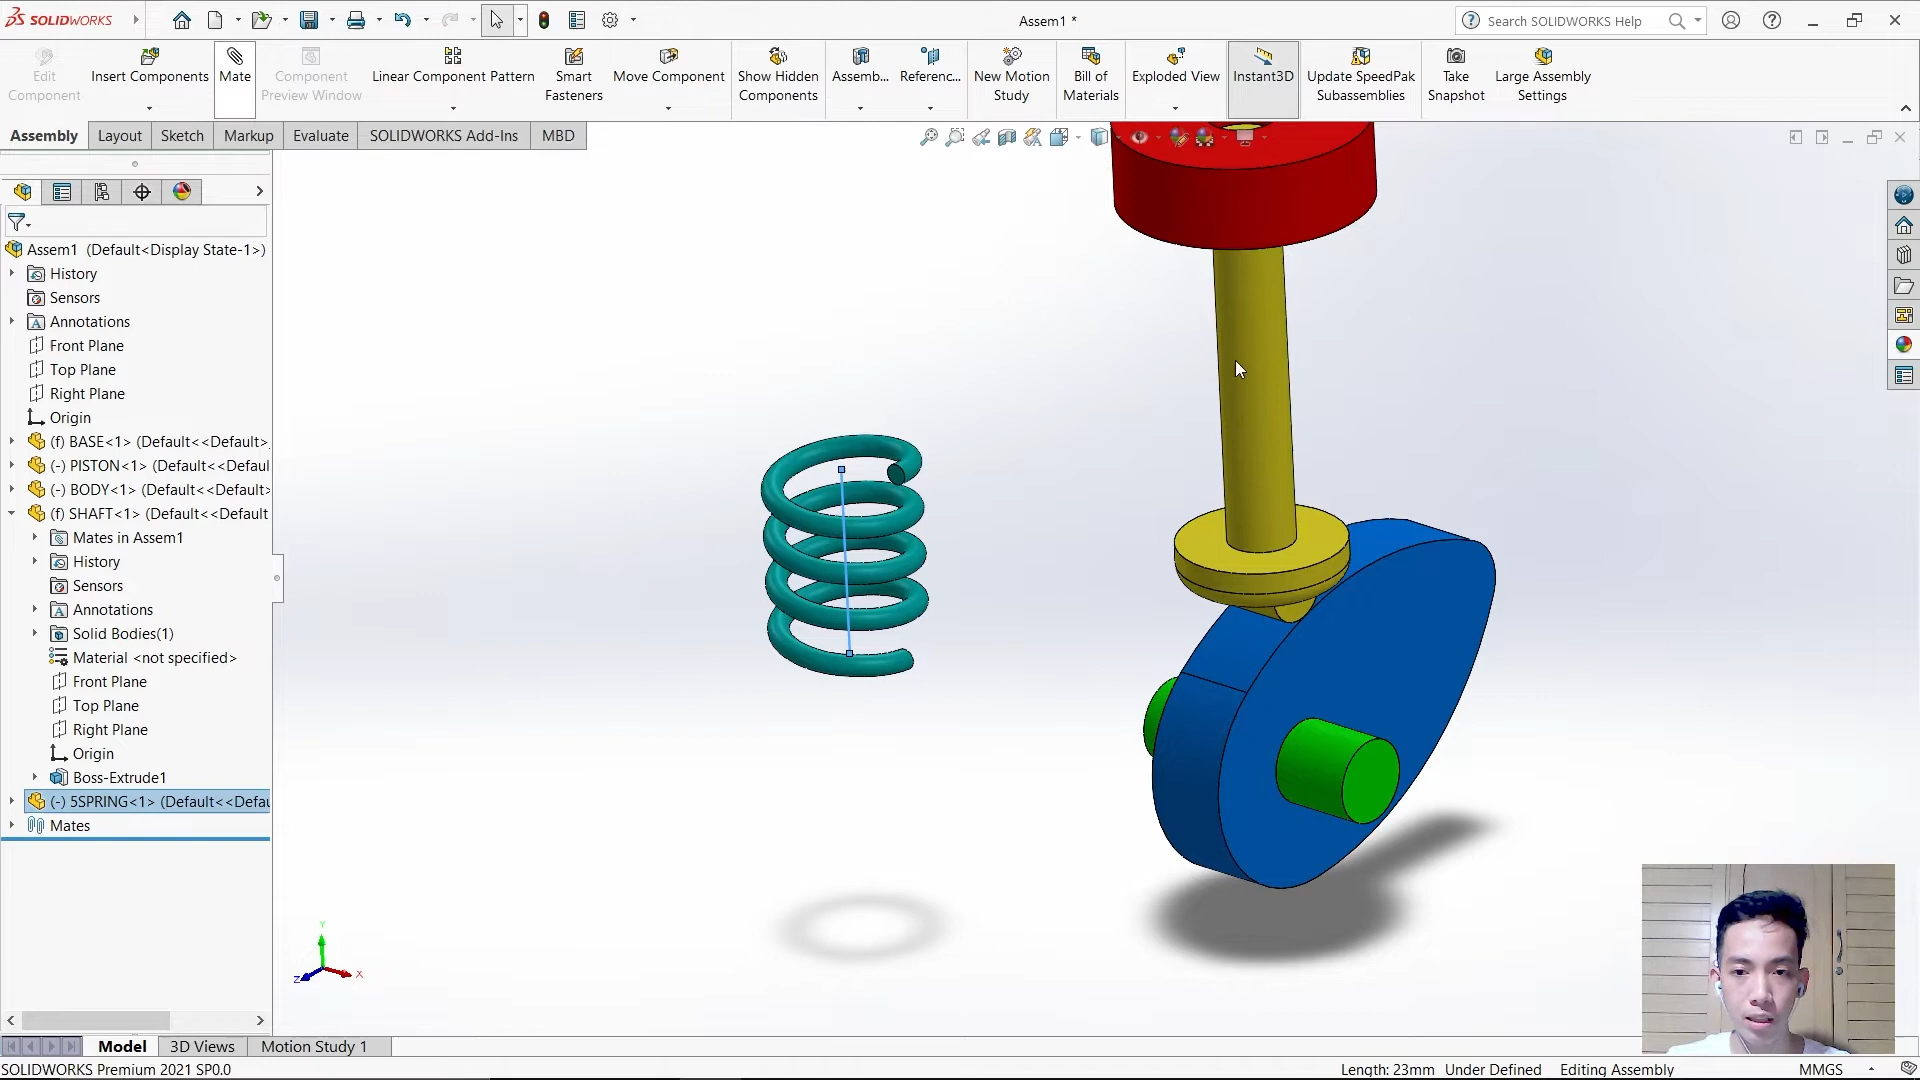 SOLIDWORKS
Assem1 *
Search SOLIDWORKS Help
Edit
Component
Insert Components
Mate
Component
Preview Window
Linear Component Pattern
Smart
Fasteners
Move Component
Show Hidden
Components
Assemb...
Referenc...
New Motion
Study
Bill of
Materials
Exploded View
Instant3D
Update SpeedPak
Subassemblies
Take
Snapshot
Large Assembly
Settings
Assembly
Layout
Sketch
Markup
Evaluate
SOLIDWORKS Add-Ins
MBD
Assem1 (Default<Display State-1>)
History
Sensors
Annotations
Front Plane
Top Plane
Right Plane
Origin
(f) BASE<1> (Default<<Default>
(-) PISTON<1> (Default<<Defaul
(-) BODY<1> (Default<<Default>
(f) SHAFT<1> (Default<<Default
Mates in Assem1
History
Sensors
Annotations
Solid Bodies(1)
Material <not specified>
Front Plane
Top Plane
Right Plane
Origin
Boss-Extrude1
(-) 5SPRING<1> (Default<<Defau
Mates
Y
X
Z
Model
3D Views
Motion Study 1
SOLIDWORKS Premium 2021 SP0.0
Length: 23mm Under Defined Editing Assembly MMGS